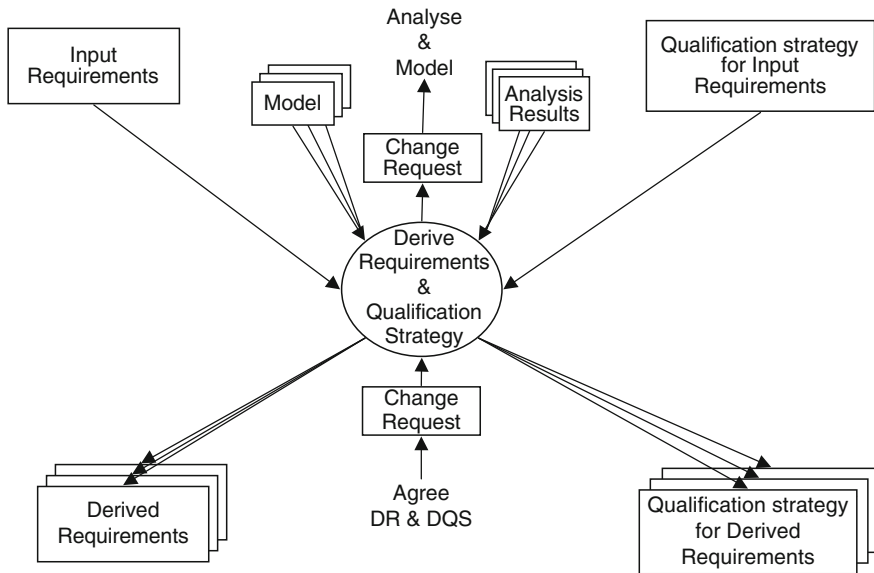 Analyse
&
Model
Input
Requirements
Model
Analysis
Results
Qualification strategy
for Input
Requirements
Change
Request
Derive
Requirements
&
Qualification
Strategy
Change
Request
Derived
Requirements
Agree
DR & DQS
Qualification strategy
for Derived
Requirements